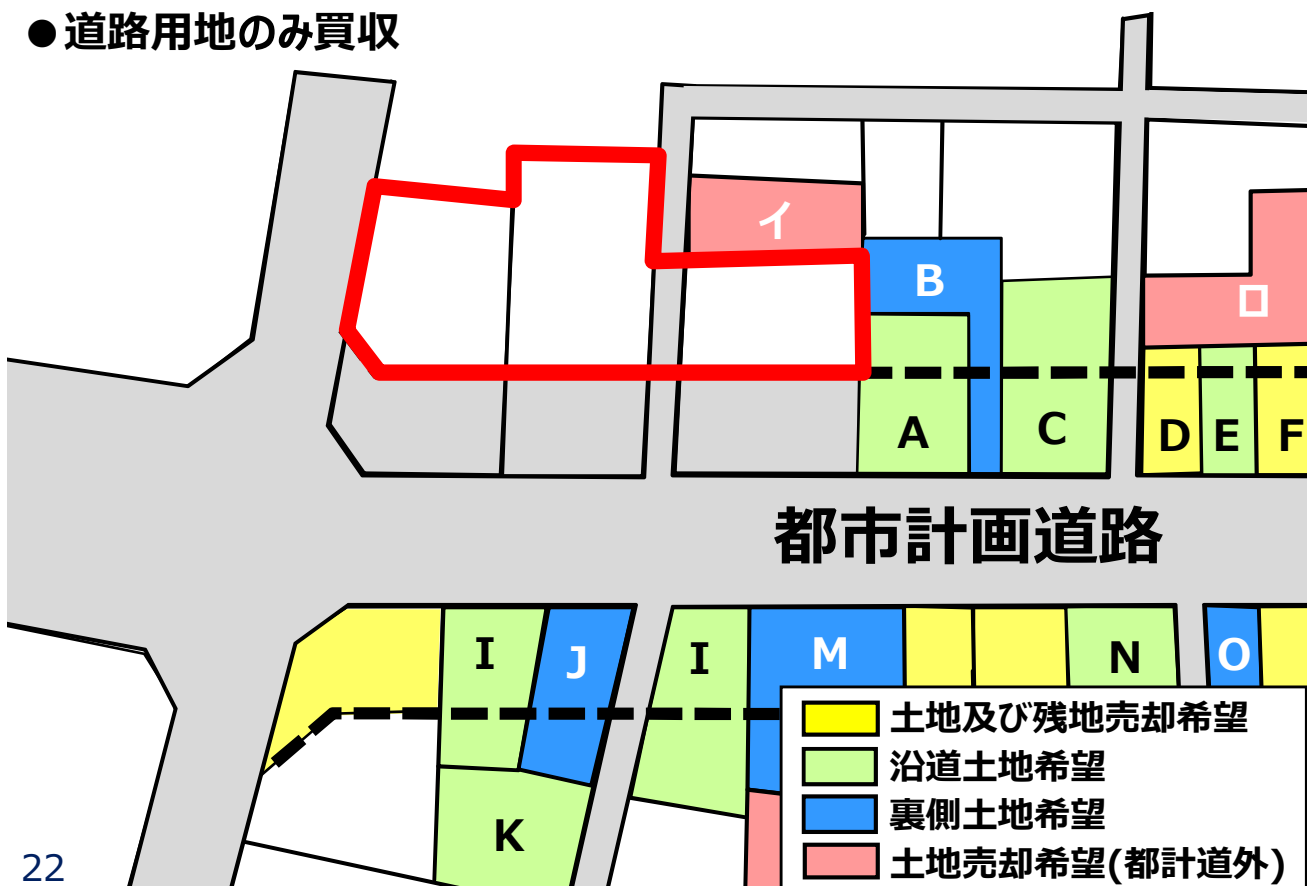 ●道路用地のみ買収
イ
B
ロ
A
C
D
E
F
都市計画道路
I
J
I
M
N
O
K
土地及び残地売却希望
沿道土地希望
裏側土地希望
土地売却希望(都計道外)
22